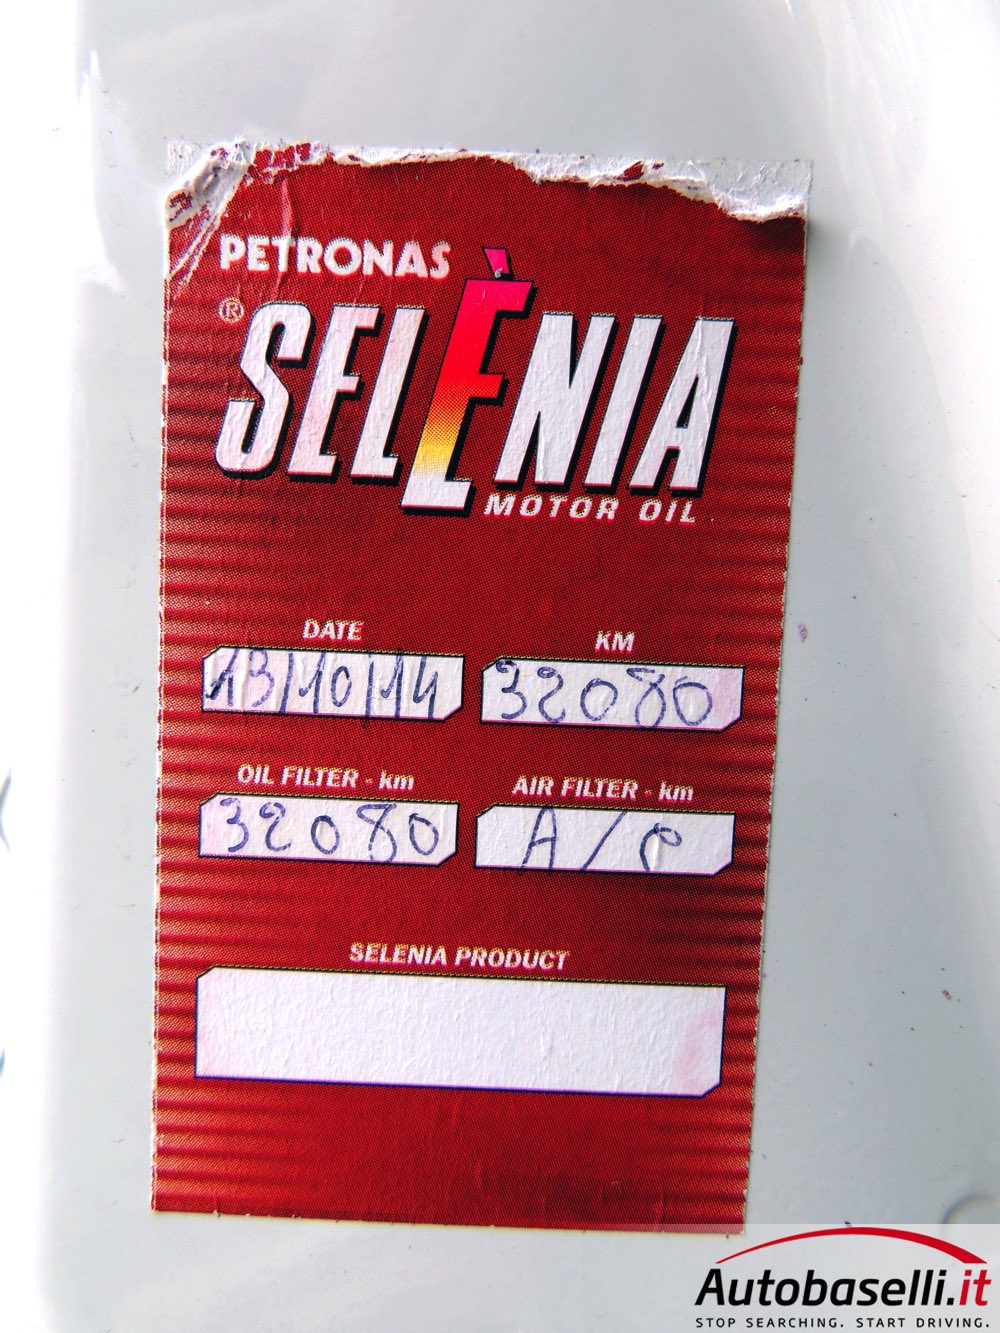 PETRONAS
® SELÈNIA
MOTOR OIL
DATE
KM
13/10/14
32080
OIL FILTER - km
AIR FILTER - km
32080
A/C
SELENIA PRODUCT
Autobaselli.it
STOP SEARCHING. START DRIVING.